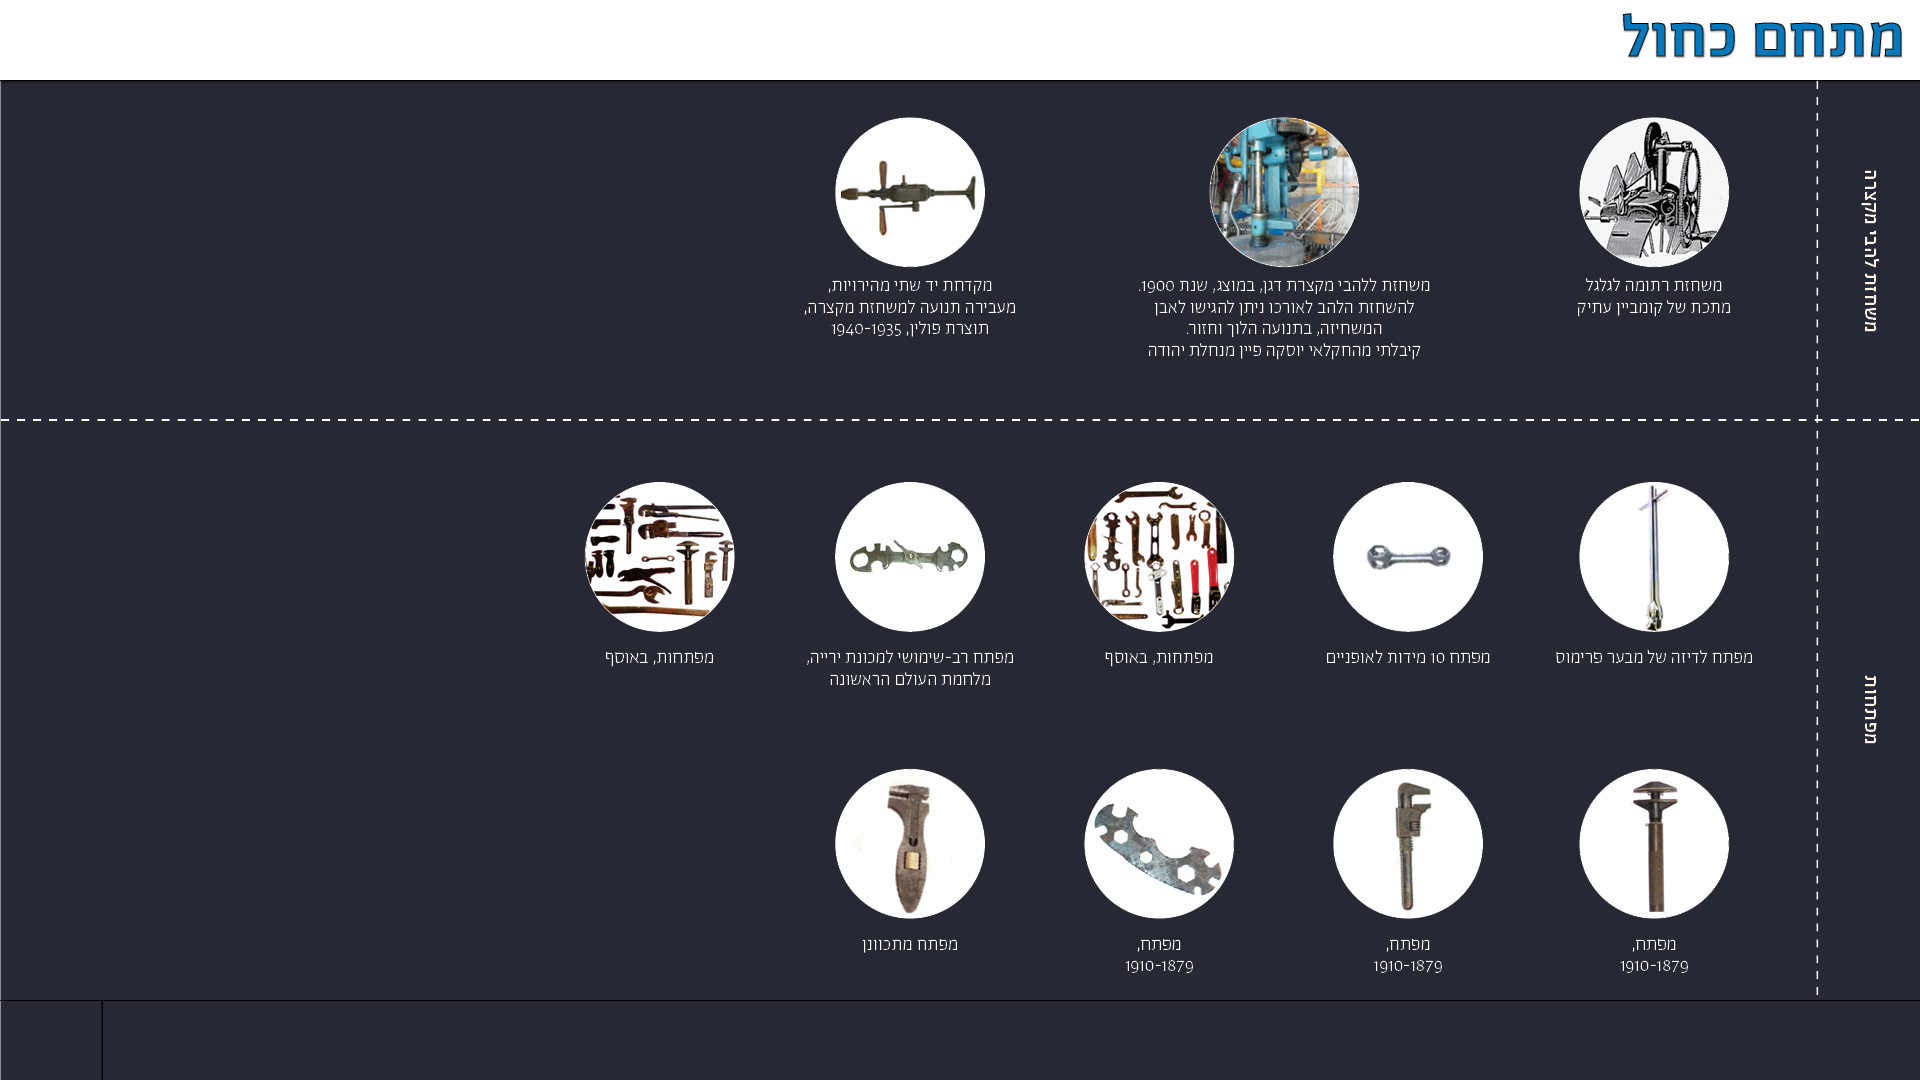 מתחם כחול
משחזת להבי מקצרה
משחזת רתומה לגלגל
מתכת של קומביין עתיק
משחזת ללהבי מקצרת דגן, במוצג, שנת 1900.
להשחזת הלהב לאורכו ניתן להגישו לאבן
המשחיזה, בתנועה הלוך וחזור.
קיבלתי מהחקלאי יוסקה פיין מנחלת יהודה
מקדחת יד שתי מהירויות,
מעבירה תנועה למשחזת מקצרה,
תוצרת פולין, 1940-1935
מפתחות
מפתח לדיזה של מבער פרימוס
מפתח 10 מידות לאופניים
מפתחות, באוסף
מפתח רב-שימושי למכונת ירייה,
מלחמת העולם הראשונה
מפתחות, באוסף
מפתח,
1910-1879
מפתח,
1910-1879
מפתח,
1910-1879
מפתח מתכוונן